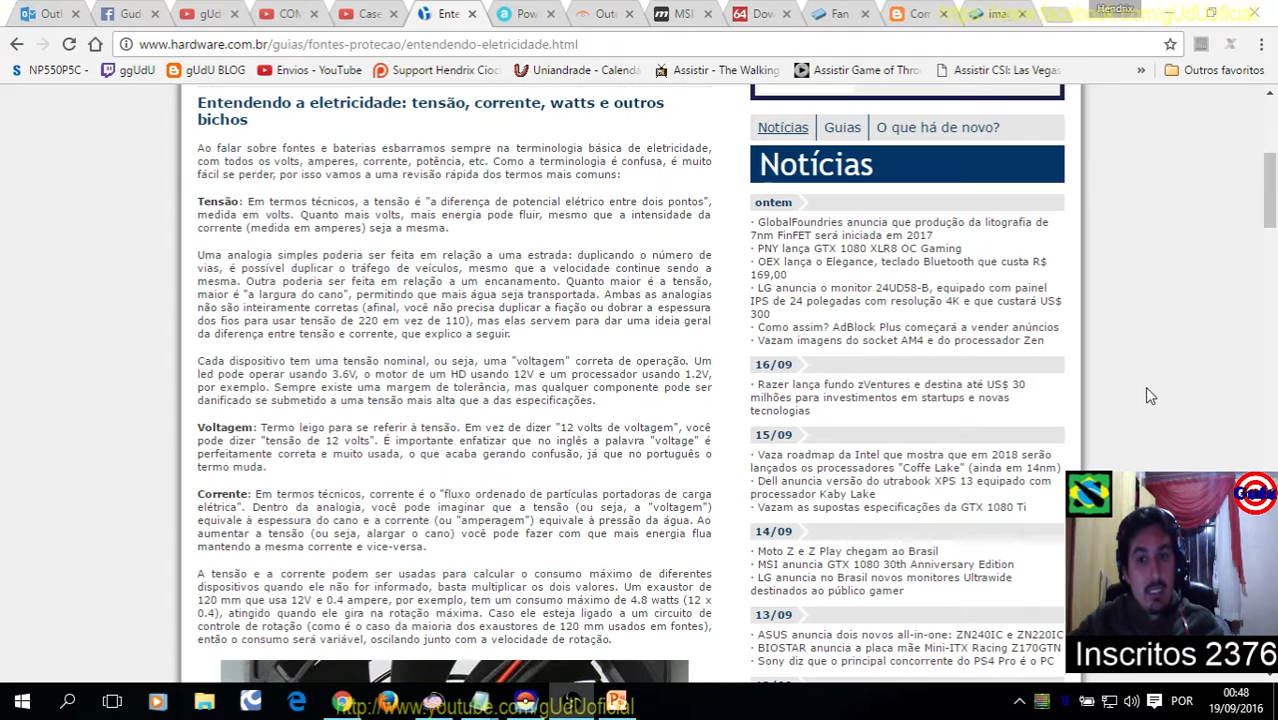 Outl
Gud
gUd
CON
Case
Ente
Pow
Out
MSI
Dow
Fan
Com
imag
Hendrix
www.hardware.com.br/guias/fontes-protecao/entendendo-eletricidade.html
NP550P5C
ggUdU
gUdU BLOG
Envios - YouTube
Support Hendrix Cioc
Uniandrade - Calenda
Assistir - The Walking
Assistir Game of Thro
Assistir CSI: Las Vegas
»
Outros favoritos
Entendendo a eletricidade: tensão, corrente, watts e outros
bichos
Ao falar sobre fontes e baterias esbarramos sempre na terminologia básica de eletricidade,
com todos os volts, amperes, corrente, potência, etc. Como a terminologia é confusa, é muito
fácil se perder, por isso vamos a uma revisão rápida dos termos mais comuns:
Tensão: Em termos técnicos, a tensão é "a diferença de potencial elétrico entre dois pontos",
medida em volts. Quanto mais volts, mais energia pode fluir, mesmo que a intensidade da
corrente (medida em amperes) seja a mesma.
Uma analogia simples poderia ser feita em relação a uma estrada: duplicando o número de
vias, é possível duplicar o tráfego de veículos, mesmo que a velocidade continue sendo a
mesma. Outra poderia ser feita em relação a um encanamento. Quanto maior é a tensão,
maior é "a largura do cano", permitindo que mais água seja transportada. Ambas as analogias
não são inteiramente corretas (afinal, você não precisa duplicar a fiação ou dobrar a espessura
dos fios para usar tensão de 220 em vez de 110), mas elas servem para dar uma ideia geral
da diferença entre tensão e corrente, que explico a seguir.
Cada dispositivo tem uma tensão nominal, ou seja, uma "voltagem" correta de operação. Um
led pode operar usando 3.6V, o motor de um HD usando 12V e um processador usando 1.2V,
por exemplo. Sempre existe uma margem de tolerância, mas qualquer componente pode ser
danificado se submetido a uma tensão mais alta que a das especificações.
Voltagem: Termo leigo para se referir à tensão. Em vez de dizer "12 volts de voltagem", você
pode dizer "tensão de 12 volts". É importante enfatizar que no inglês a palavra "voltage" é
perfeitamente correta e muito usada, o que acaba gerando confusão, já que no português o
termo muda.
Corrente: Em termos técnicos, corrente é o "fluxo ordenado de partículas portadoras de carga
elétrica". Dentro da analogia, você pode imaginar que a tensão (ou seja, a "voltagem")
equivale à espessura do cano e a corrente (ou "amperagem") equivale à pressão da água. Ao
aumentar a tensão (ou seja, alargar o cano) você pode fazer com que mais energia flua
mantendo a mesma corrente e vice-versa.
A tensão e a corrente podem ser usadas para calcular o consumo máximo de diferentes
dispositivos quando ele não for informado, basta multiplicar os dois valores. Um exaustor de
120 mm que usa 12V e 0.4 ampere, por exemplo, tem um consumo máximo de 4.8 watts (12 x
0.4), atingido quando ele gira na rotação máxima. Caso ele esteja ligado a um circuito de
controle de rotação (como é o caso da maioria dos exaustores de 120 mm usados em fontes),
então o consumo será variável, oscilando junto com a velocidade de rotação.
Notícias
Guias
O que há de novo?
Notícias
ontem
· GlobalFoundries anuncia que produção da litografia de
7nm FinFET será iniciada em 2017
· PNY lança GTX 1080 XLR8 OC Gaming
· OEX lança o Elegance, teclado Bluetooth que custa R$
169,00
· LG anuncia o monitor 24UD58-B, equipado com painel
IPS de 24 polegadas com resolução 4K e que custará US$
300
· Como assim? AdBlock Plus começará a vender anúncios
· Vazam imagens do socket AM4 e do processador Zen
16/09
· Razer lança fundo zVentures e destina até US$ 30
milhões para investimentos em startups e novas
tecnologias
15/09
· Vaza roadmap da Intel que mostra que em 2018 serão
lançados os processadores "Coffe Lake" (ainda em 14nm)
· Dell anuncia versão do utrabook XPS 13 equipado com
processador Kaby Lake
· Vazam as supostas especificações da GTX 1080 Ti
14/09
· Moto Z e Z Play chegam ao Brasil
· MSI anuncia GTX 1080 30th Anniversary Edition
· LG anuncia no Brasil novos monitores Ultrawide
destinados ao público gamer
13/09
· ASUS anuncia dois novos all-in-one: ZN240IC e ZN220IC
· BIOSTAR anuncia a placa mãe Mini-ITX Racing Z170GTN
· Sony diz que o principal concorrente do PS4 Pro é o PC
Inscritos 2376
http://www.youtube.com/gUdUoficial
POR
00:48
19/09/2016